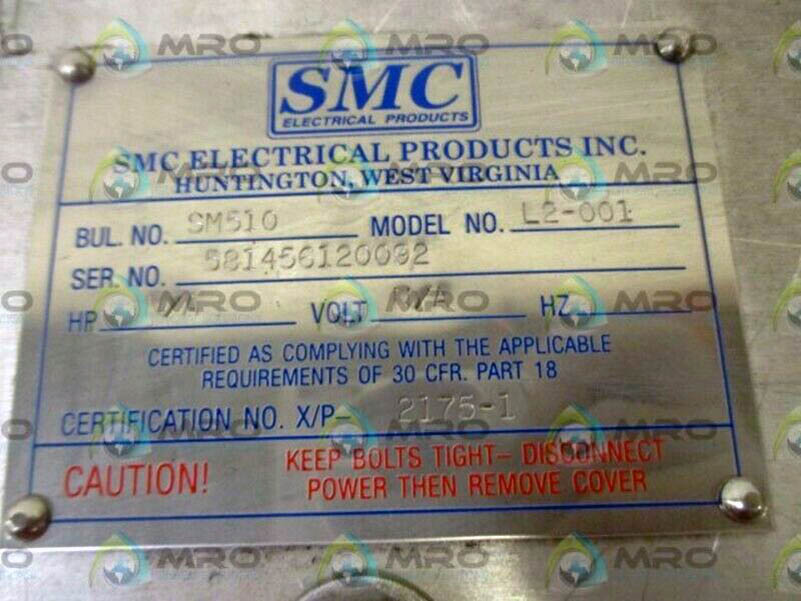 SMC
ELECTRICAL PRODUCTS
SMC ELECTRICAL PRODUCTS INC.
HUNTINGTON, WEST VIRGINIA
BUL. NO. SM510 MODEL NO. L2-001
SER. NO. 581456120092
HP VOLT N/A HZ
CERTIFIED AS COMPLYING WITH THE APPLICABLE
REQUIREMENTS OF 30 CFR. PART 18
CERTIFICATION NO. X/P- 2175-1
CAUTION! KEEP BOLTS TIGHT- DISCONNECT
POWER THEN REMOVE COVER
MRO